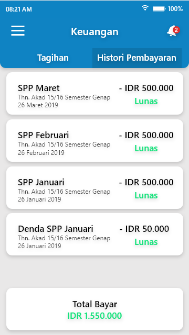 08:21 AM
100%
Keuangan
2
Tagihan
Histori Pembayaran
SPP Maret
- IDR 500.000
Thn. Akad 15/16 Semester Genap
Lunas
26 Maret 2019
SPP Februari
- IDR 500.000
Thn. Akad 15/16 Semester Genap
Lunas
26 Februari 2019
SPP Januari
- IDR 500.000
Thn. Akad 15/16 Semester Genap
Lunas
26 Januari 2019
Denda SPP Januari
- IDR 50.000
Thn. Akad 15/16 Semester Genap
Lunas
26 Januari 2019
Total Bayar
IDR 1.550.000